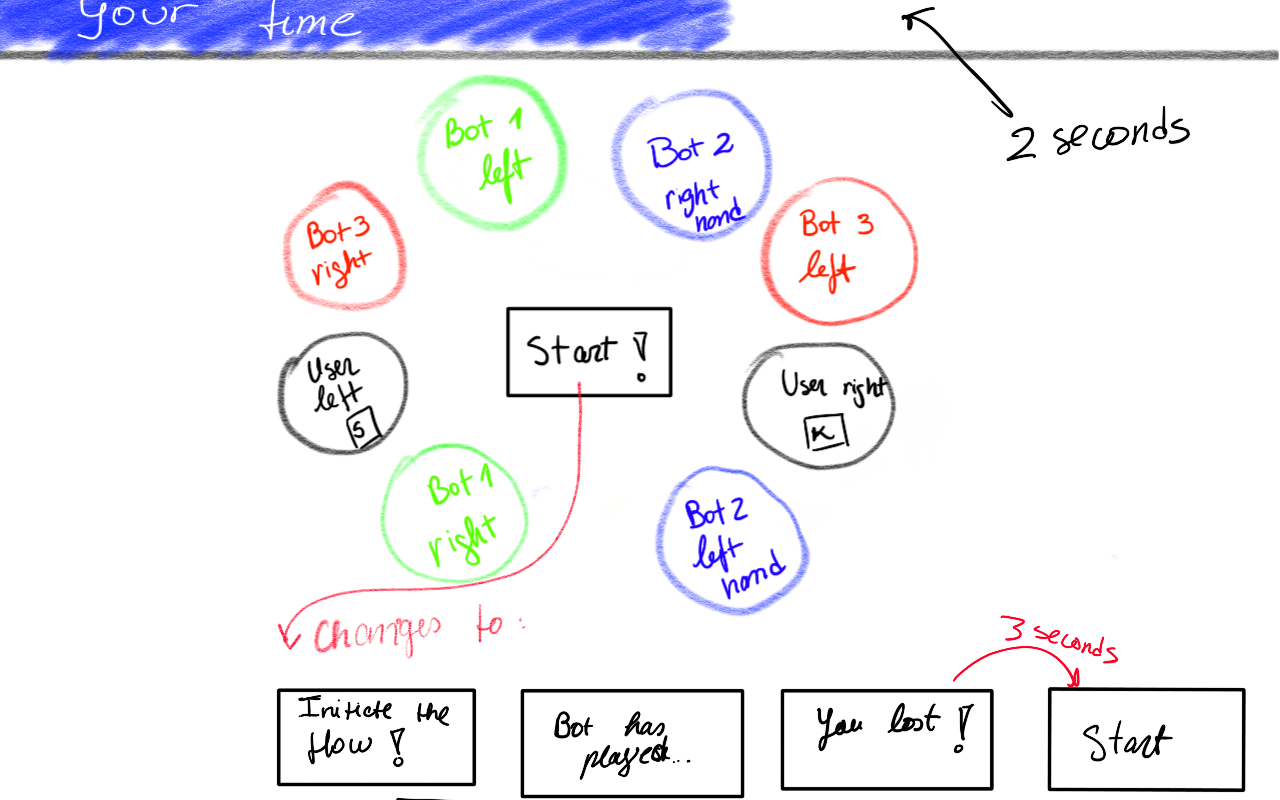 Your time
2 seconds
Bot 1
left
Bot 2
right
hand
Bot 3
right
Bot 3
left
Start!
User
left
S
User right
K
Bot 1
right
Bot 2
left
hand
Changes to:
3 seconds
Initicte the
flow!
Bot has
played...
You lost!
Start